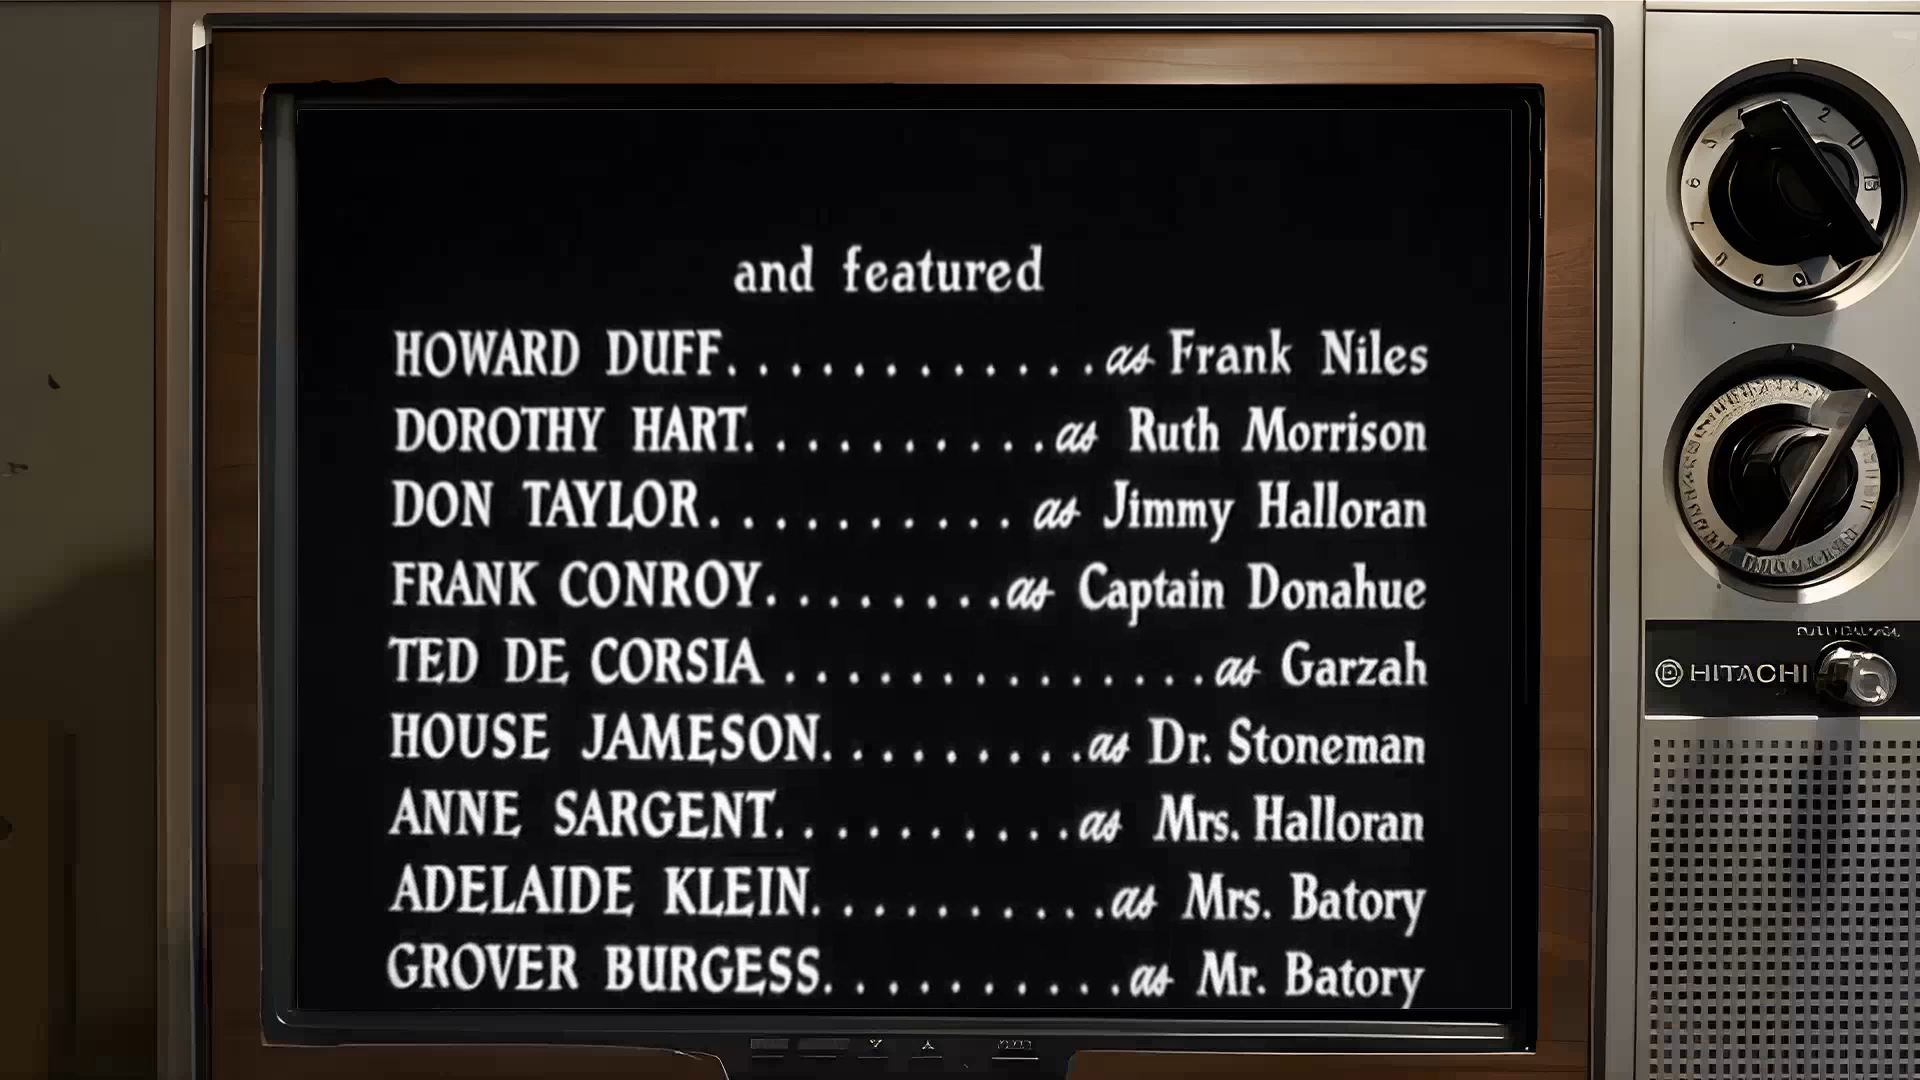 and featured
HOWARD DUFF. . . . . . . . . . . . as Frank Niles
DOROTHY HART. . . . . . . . . . as Ruth Morrison
DON TAYLOR. . . . . . . . . . as Jimmy Halloran
FRANK CONROY. . . . . . . . as Captain Donahue
TED DE CORSIA . . . . . . . . . . . . . as Garzah
HOUSE JAMESON. . . . . . . . . as Dr. Stoneman
ANNE SARGENT. . . . . . . . . . as Mrs. Halloran
ADELAIDE KLEIN. . . . . . . . . . as Mrs. Batory
GROVER BURGESS. . . . . . . . . . as Mr. Batory
HITACHI